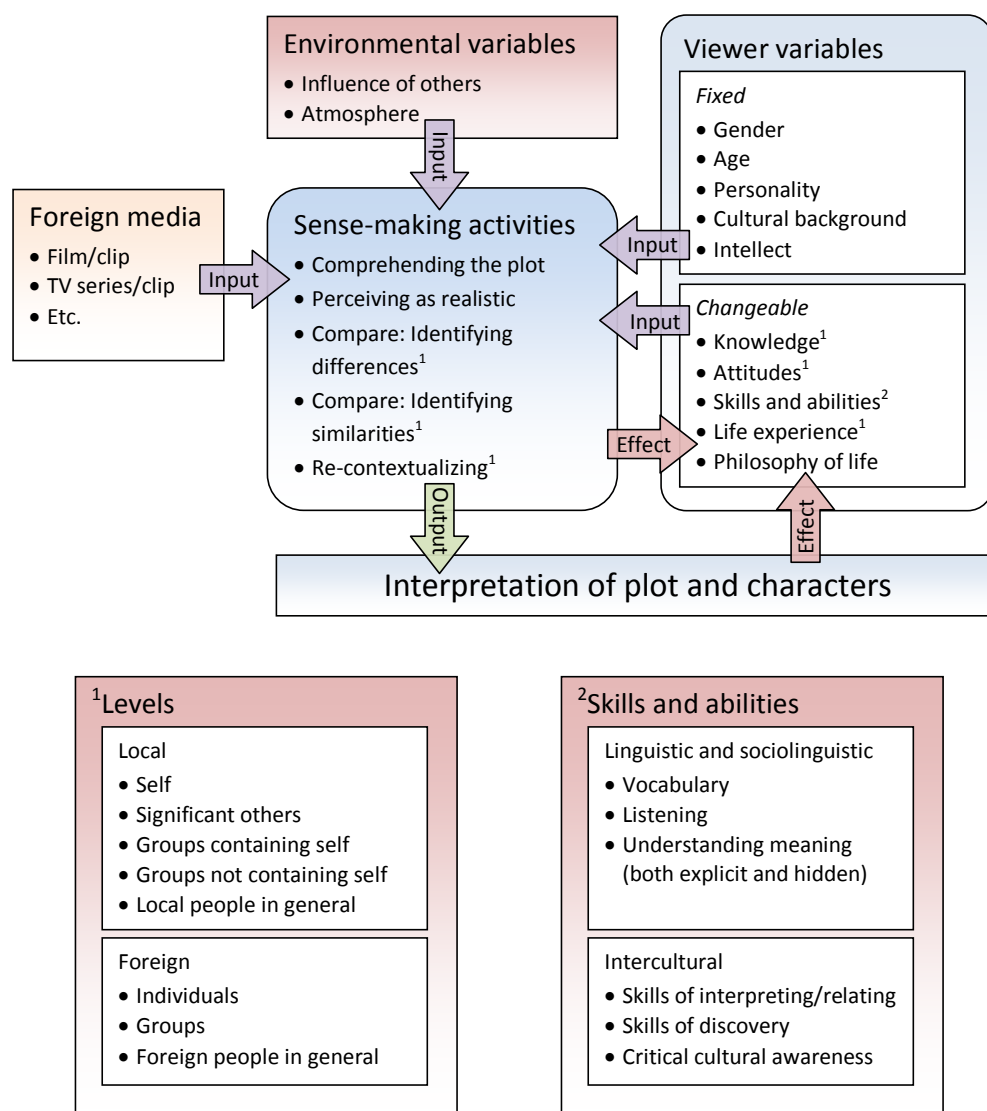 Environmental variables
• Influence of others
• Atmosphere
Input
Viewer variables
Fixed
• Gender
• Age
• Personality
• Cultural background
• Intellect
Input
Changeable
• Knowledge¹
• Attitudes¹
• Skills and abilities²
• Life experience¹
• Philosophy of life
Input
Effect
Effect
Foreign media
• Film/clip
• TV series/clip
• Etc.
Input
Sense-making activities
• Comprehending the plot
• Perceiving as realistic
• Compare: Identifying
differences¹
• Compare: Identifying
similarities¹
• Re-contextualizing¹
Output
Interpretation of plot and characters
¹Levels
Local
• Self
• Significant others
• Groups containing self
• Groups not containing self
• Local people in general
Foreign
• Individuals
• Groups
• Foreign people in general
²Skills and abilities
Linguistic and sociolinguistic
• Vocabulary
• Listening
• Understanding meaning
(both explicit and hidden)
Intercultural
• Skills of interpreting/relating
• Skills of discovery
• Critical cultural awareness